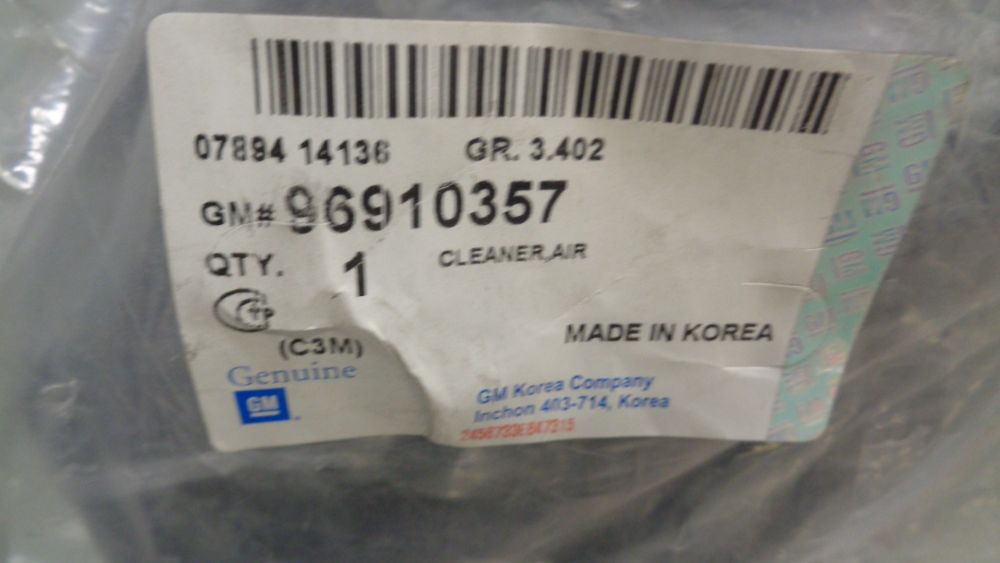 07894 14136 GR. 3.402
GM# 96910357
QTY. 1 CLEANER,AIR
MADE IN KOREA
(C3M)
Genuine
GM
GM Korea Company
Inchon 403-714, Korea